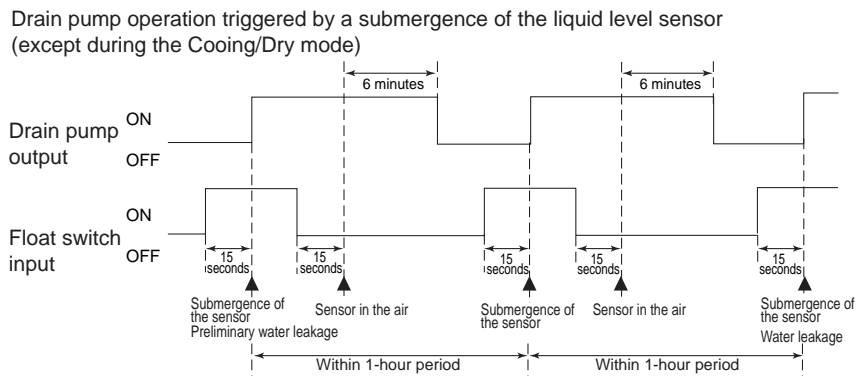 Drain pump operation triggered by a submergence of the liquid level sensor
(except during the Cooing/Dry mode)
6 minutes
6 minutes
Drain pump
output
ON
OFF
Float switch
input
ON
OFF
15
seconds
15
seconds
15
seconds
15
seconds
15
seconds
Submergence of
the sensor
Preliminary water leakage
Sensor in the air
Submergence of
the sensor
Sensor in the air
Submergence of
the sensor
Water leakage
Within 1-hour period
Within 1-hour period